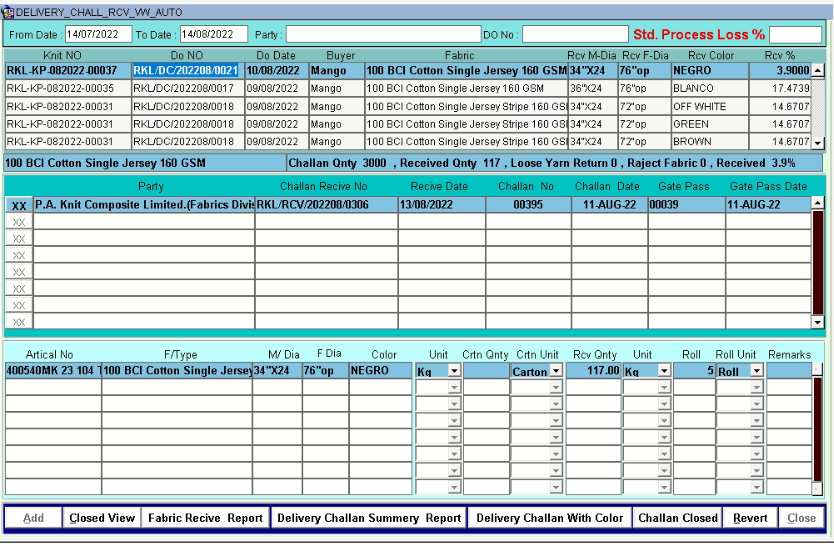 DELIVERY_CHALL_RCV_VW_AUTO
From Date : 14/07/2022 To Date : 14/08/2022 Party : DO No : Std. Process Loss %
Knit NO Do NO Do Date Buyer Fabric Rcv M-Dia Rcv F-Dia Rcv Color Rcv %
RKL-KP-082022-00037 RKL/DC/202208/0021 10/08/2022 Mango 100 BCI Cotton Single Jersey 160 GSM 34"X24 76"op NEGRO 3.9000
RKL-KP-082022-00035 RKL/DC/202208/0017 09/08/2022 Mango 100 BCI Cotton Single Jersey 160 GSM 36"X24 76"op BLANCO 17.4739
RKL-KP-082022-00031 RKL/DC/202208/0018 09/08/2022 Mango 100 BCI Cotton Single Jersey Stripe 160 GSI 34"X24 72"op OFF WHITE 14.6707
RKL-KP-082022-00031 RKL/DC/202208/0018 09/08/2022 Mango 100 BCI Cotton Single Jersey Stripe 160 GSI 34"X24 72"op GREEN 14.6707
RKL-KP-082022-00031 RKL/DC/202208/0018 09/08/2022 Mango 100 BCI Cotton Single Jersey Stripe 160 GSI 34"X24 72"op BROWN 14.6707
100 BCI Cotton Single Jersey 160 GSM Challan Qnty 3000 , Received Qnty 117 , Loose Yarn Return 0 , Raject Fabric 0 , Received 3.9%
Party Challan Recive No Recive Date Challan No Challan Date Gate Pass Gate Pass Date
XX P.A. Knit Composite Limited.(Fabrics Divi RKL/RCV/202208/0306 13/08/2022 00395 11-AUG-22 00039 11-AUG-22
XX
XX
XX
XX
XX
XX
XX
Artical No F/Type M/ Dia F Dia Color Unit Crtn Qnty Crtn Unit Rcv Qnty Unit Roll Roll Unit Remarks
400540MK 23 104 1 100 BCI Cotton Single Jersey 34"X24 76"op NEGRO Kg Carton 117.00 Kg 5 Roll
Add Closed View Fabric Recive Report Delivery Challan Summery Report Delivery Challan With Color Challan Closed Revert Close